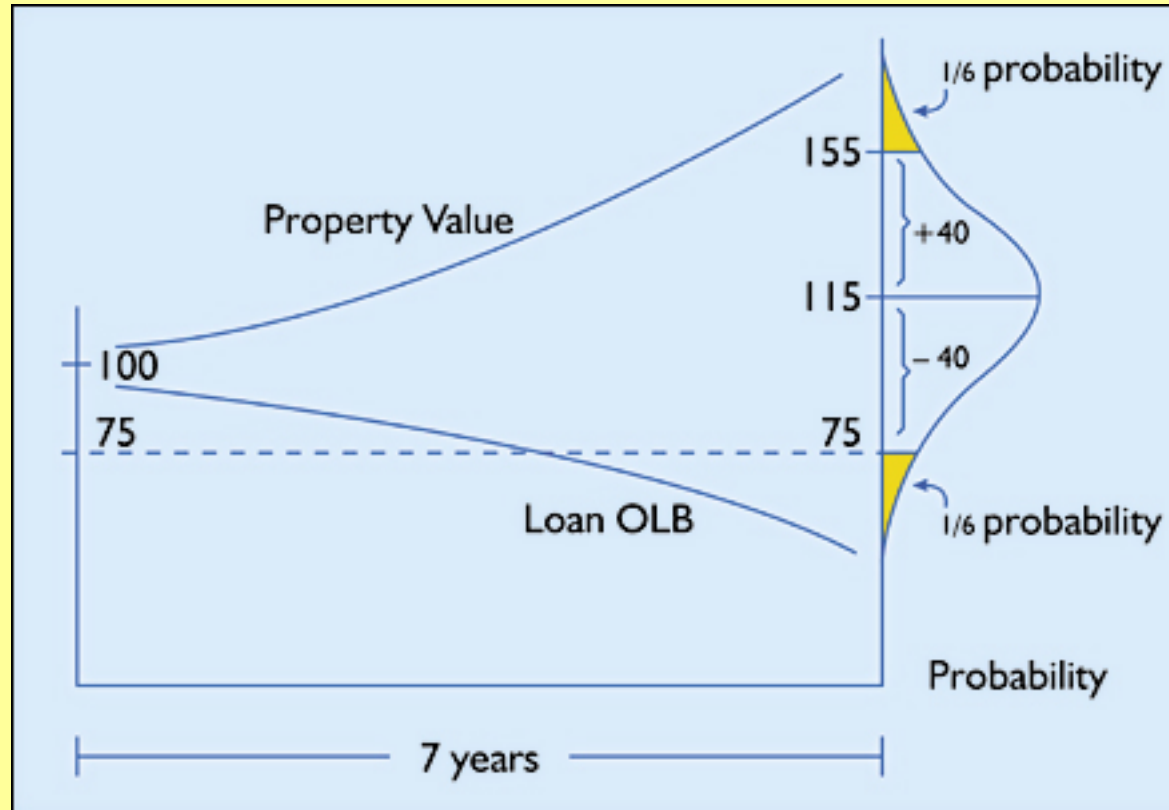 1/6 probability
155
Property Value
+40
115
100
– 40
75
75
Loan OLB
1/6 probability
Probability
7 years